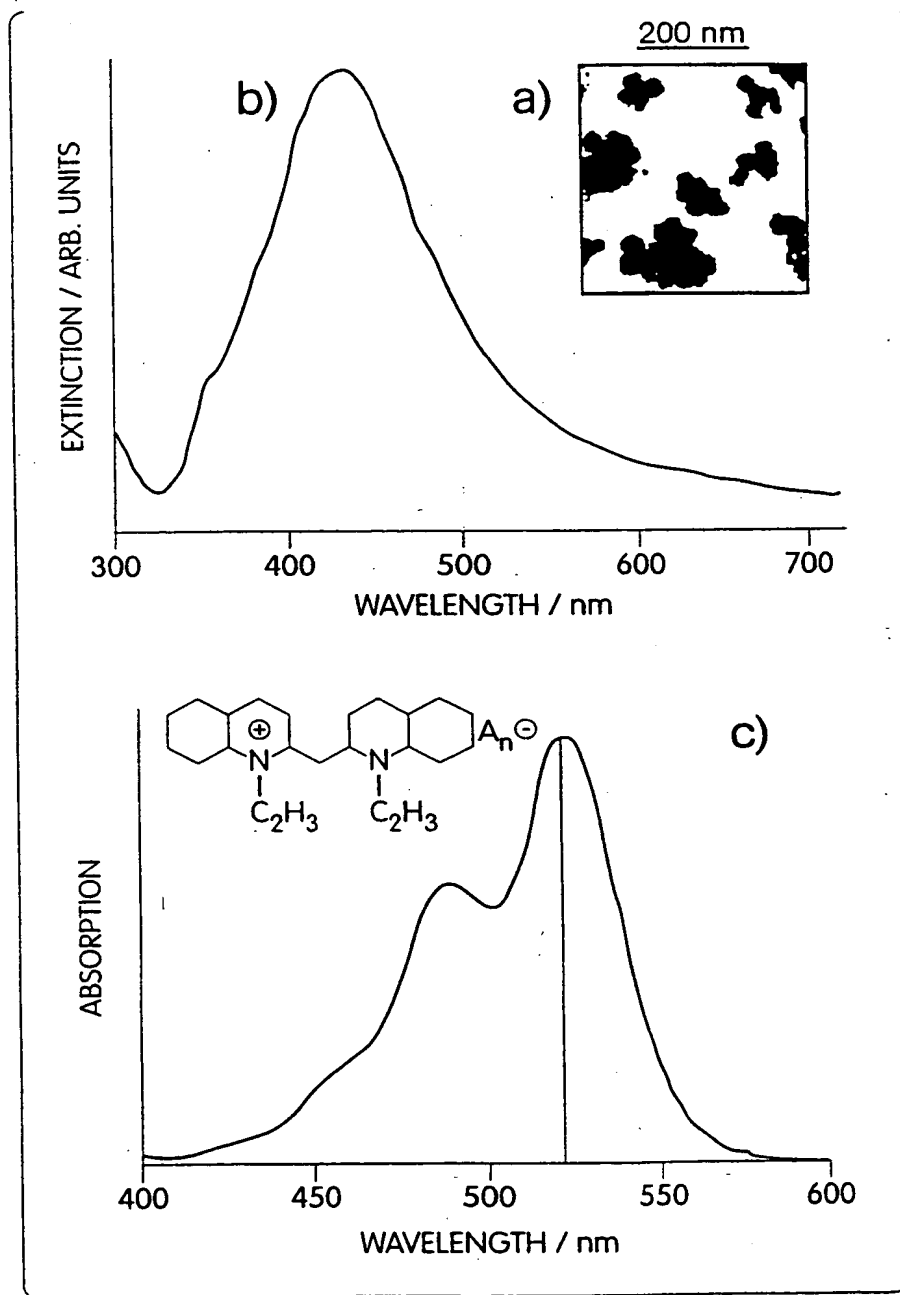 200 nm
b)
a)
EXTINCTION / ARB. UNITS
300 400 500 600 700
WAVELENGTH / nm
c)
⊕ N N An⊖
C2H3 C2H3
ABSORPTION
400 450 500 550 600
WAVELENGTH / nm